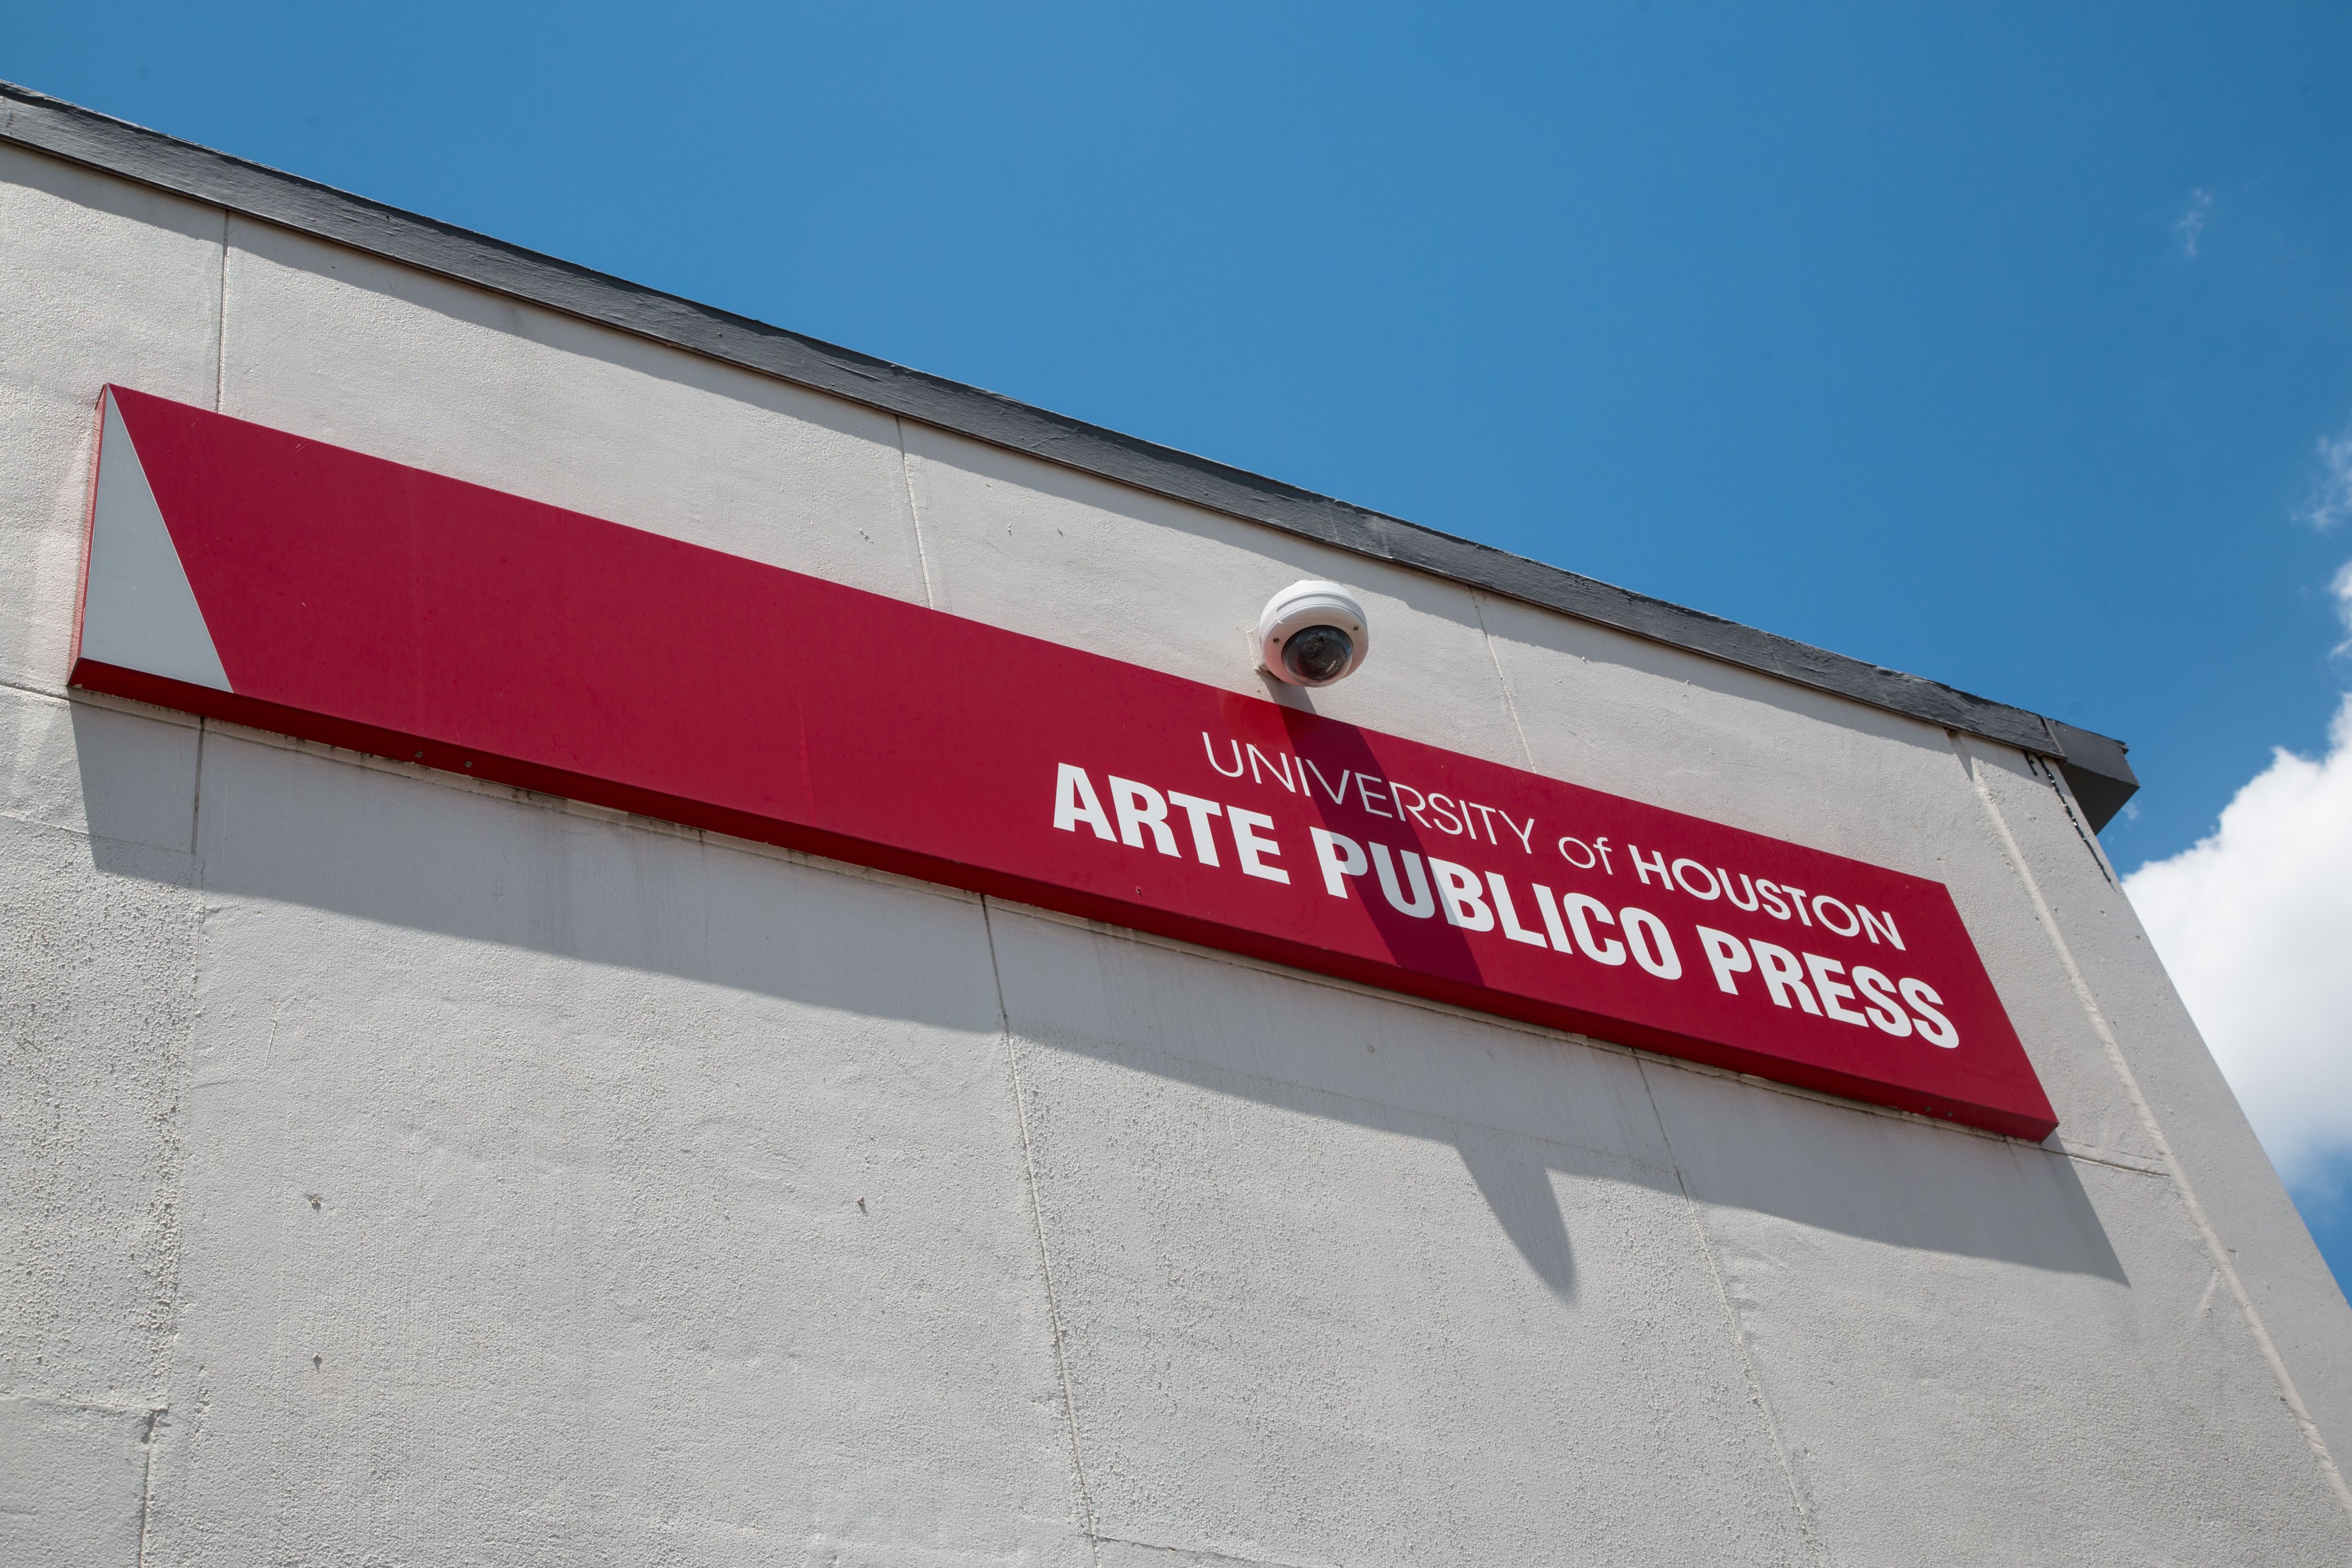 UNIVERSITY of HOUSTON
ARTE PUBLICO PRESS